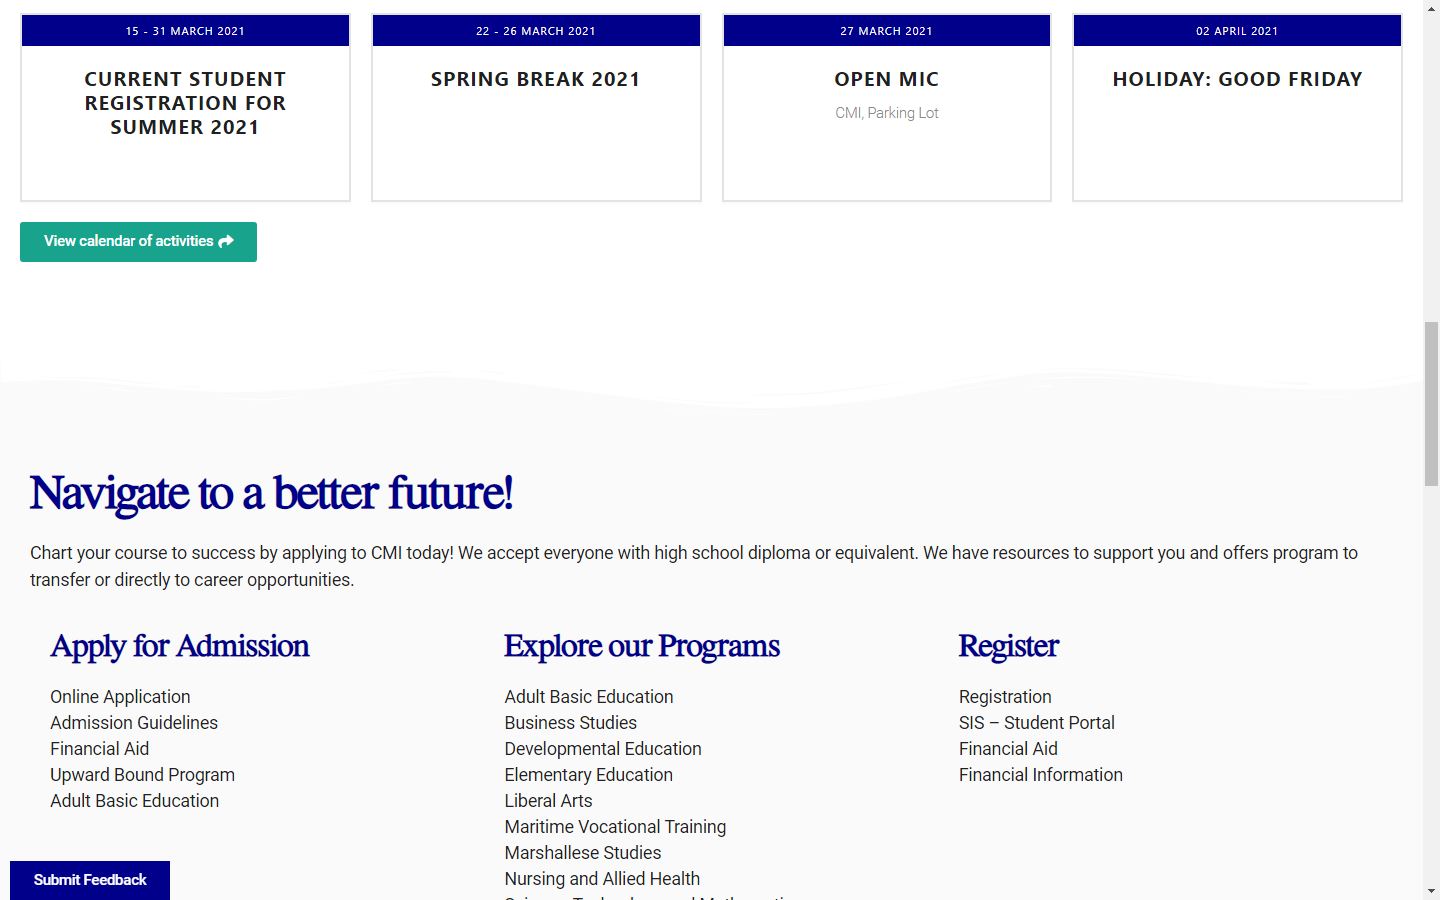 15 - 31 MARCH 2021
CURRENT STUDENT
REGISTRATION FOR
SUMMER 2021
22 - 26 MARCH 2021
SPRING BREAK 2021
27 MARCH 2021
OPEN MIC
CMI, Parking Lot
02 APRIL 2021
HOLIDAY: GOOD FRIDAY
View calendar of activities
Navigate to a better future!
Chart your course to success by applying to CMI today! We accept everyone with high school diploma or equivalent. We have resources to support you and offers program to
transfer or directly to career opportunities.
Apply for Admission
Online Application
Admission Guidelines
Financial Aid
Upward Bound Program
Adult Basic Education
Explore our Programs
Adult Basic Education
Business Studies
Developmental Education
Elementary Education
Liberal Arts
Maritime Vocational Training
Marshallese Studies
Nursing and Allied Health
Register
Registration
SIS – Student Portal
Financial Aid
Financial Information
Submit Feedback